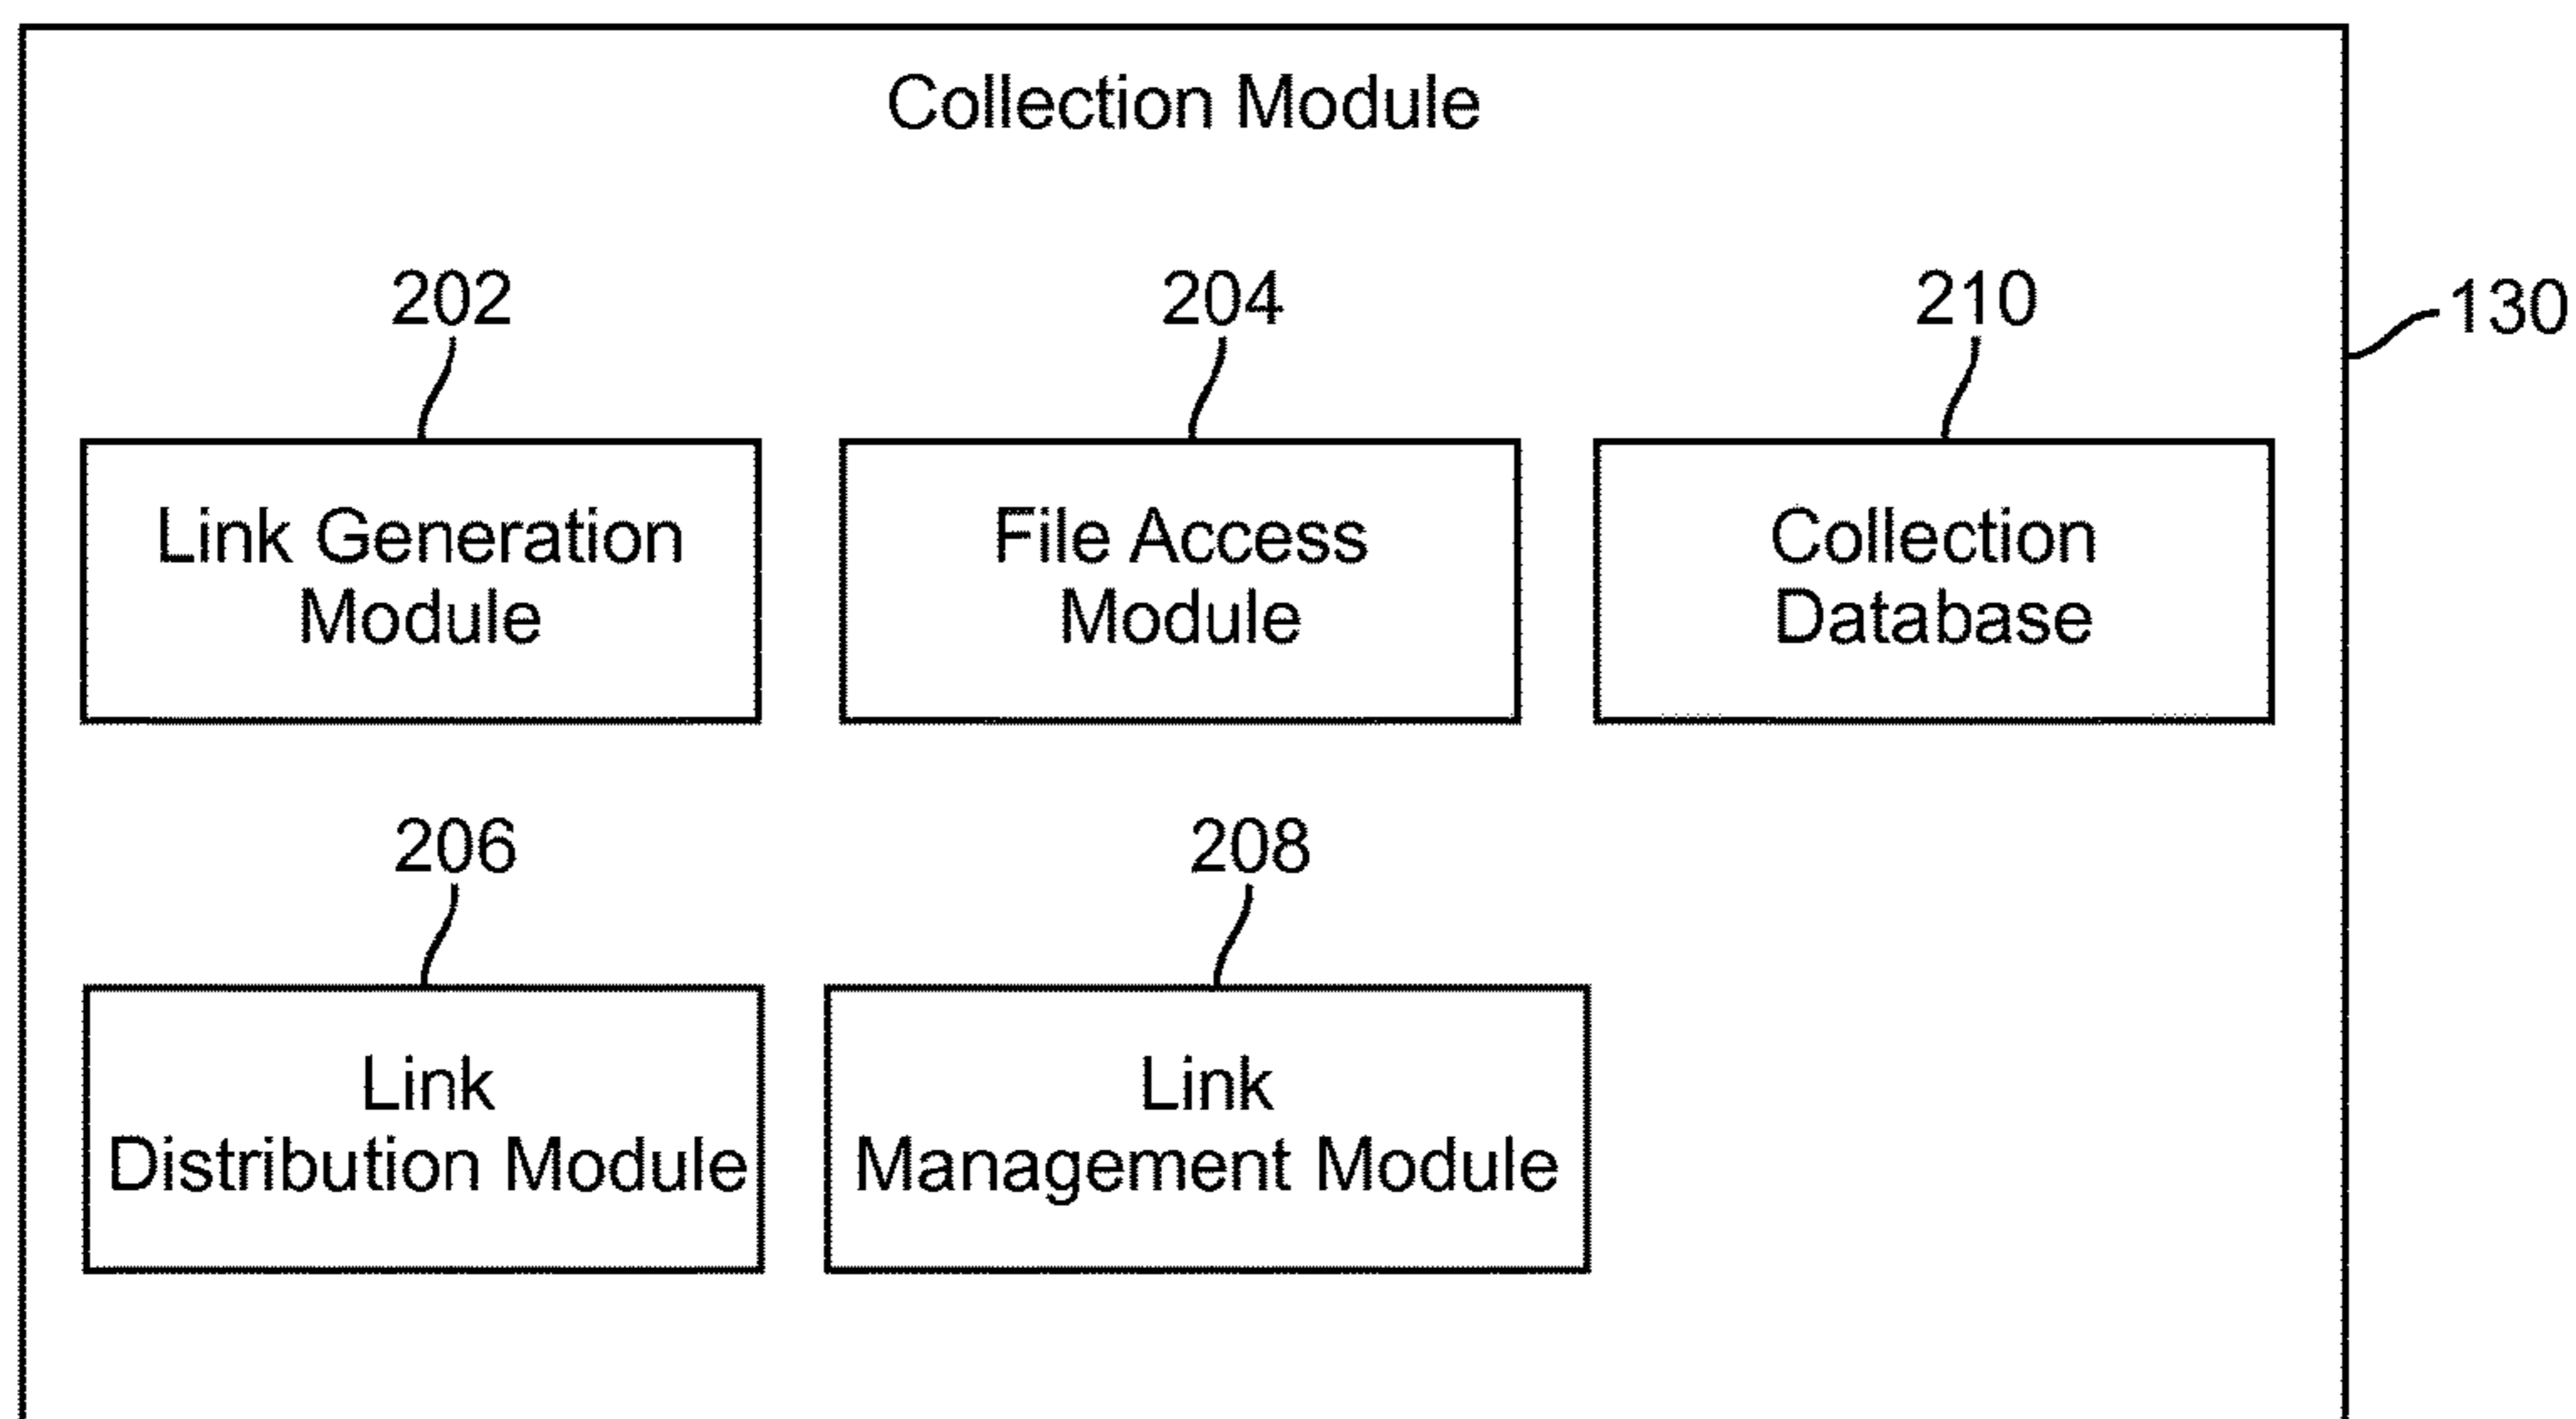 Collection Module
202
204
210
130
Link Generation
Module
File Access
Module
Collection
Database
206
208
Link
Distribution Module
Link
Management Module